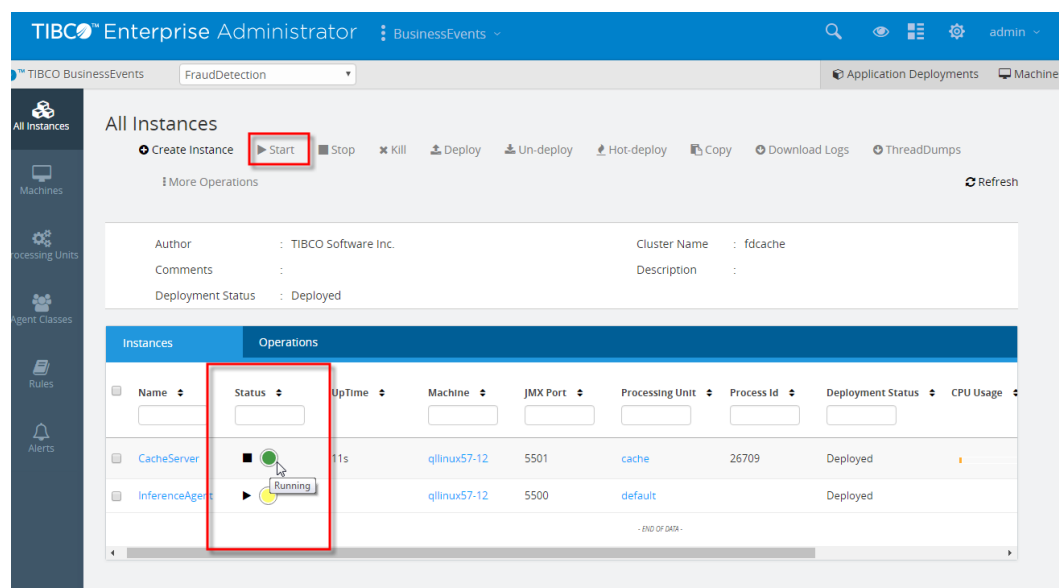 TIBCO™ Enterprise Administrator BusinessEvents admin
™ TIBCO BusinessEvents FraudDetection Application Deployments Machine
All Instances
Machines
rocessing Units
Agent Classes
Rules
Alerts
All Instances
Create Instance Start Stop Kill Deploy Un-deploy Hot-deploy Copy Download Logs ThreadDumps
More Operations Refresh
Author : TIBCO Software Inc. Cluster Name : fdcache
Comments : Description :
Deployment Status : Deployed
Instances Operations
Name Status UpTime Machine JMX Port Processing Unit Process Id Deployment Status CPU Usage
CacheServer 11s qllinux57-12 5501 cache 26709 Deployed
Running
InferenceAgent qllinux57-12 5500 default Deployed
- END OF DATA -